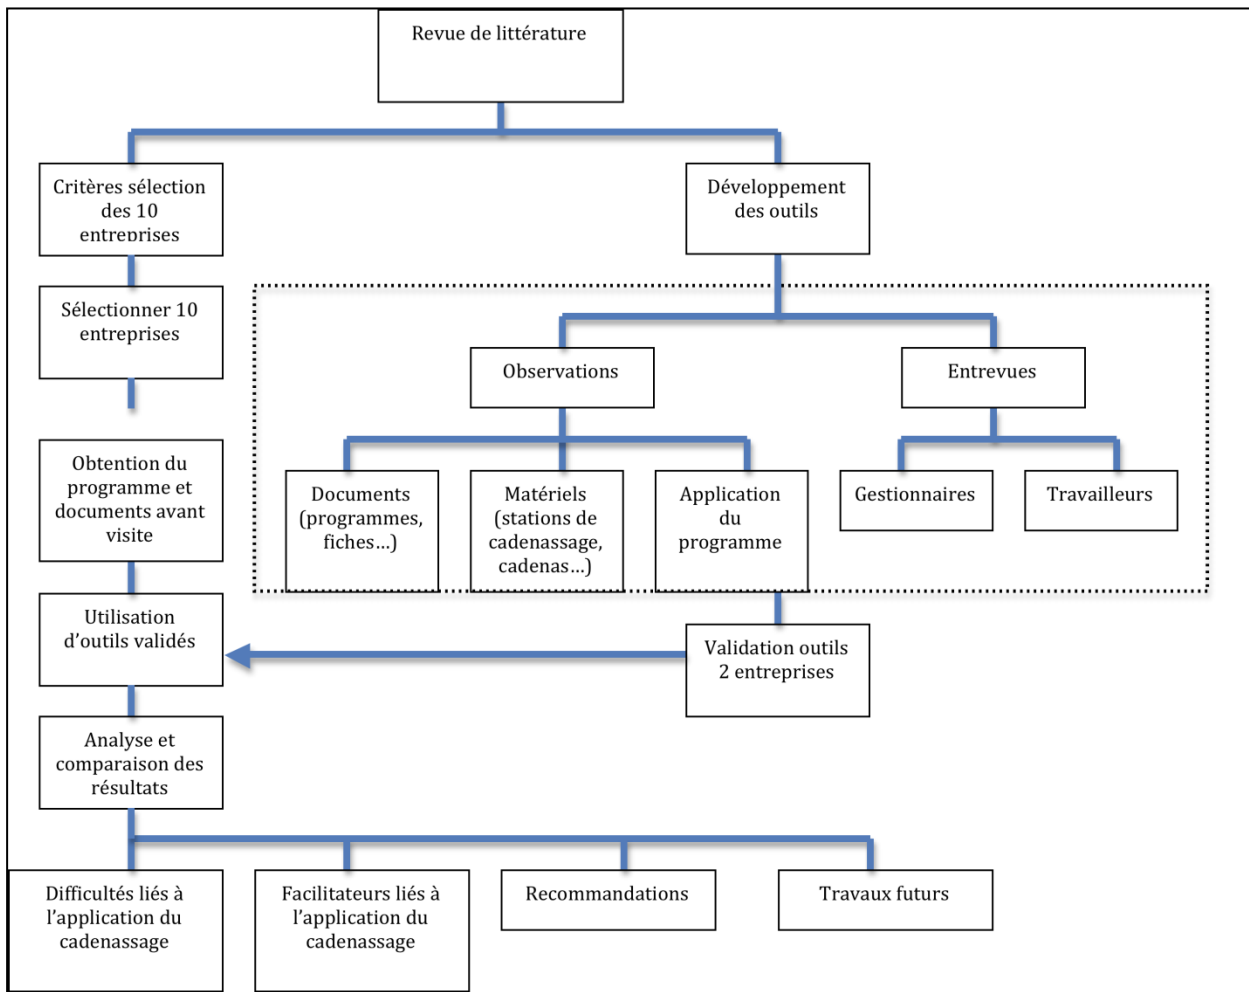 Revue de littérature
Critères sélection
des 10
entreprises
Développement
des outils
Sélectionner 10
entreprises
Observations
Entrevues
Obtention du
programme et
documents avant
visite
Documents
(programmes,
fiches…)
Matériels
(stations de
cadenassage,
cadenas…)
Application
du
programme
Gestionnaires
Travailleurs
Utilisation
d’outils validés
Validation outils
2 entreprises
Analyse et
comparaison des
résultats
Difficultés liés à
l’application du
cadenassage
Facilitateurs liés à
l’application du
cadenassage
Recommandations
Travaux futurs